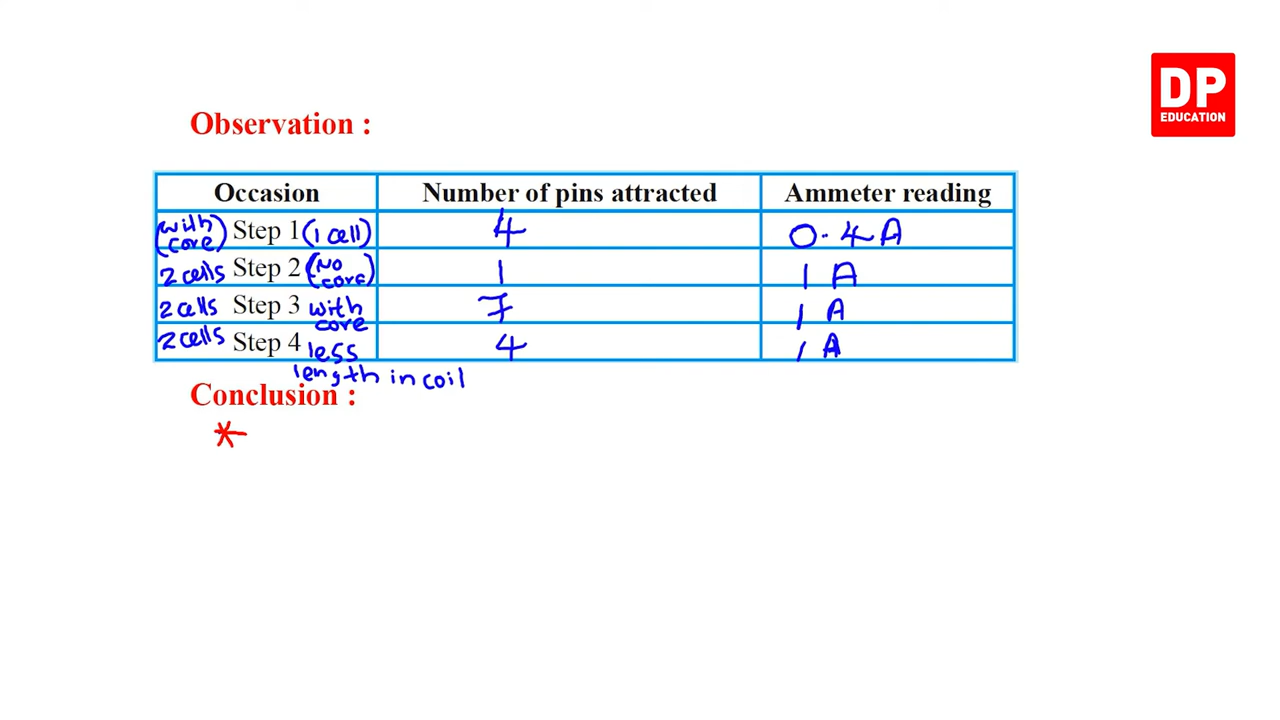 DP
EDUCATION
Observation :
Occasion Number of pins attracted Ammeter reading
(with core) Step 1 (1 cell) 4 0.4 A
2 cells Step 2 (No core) 1 1 A
2 cells Step 3 with core 7 1 A
2 cells Step 4 less length in coil 4 1 A
Conclusion :
*